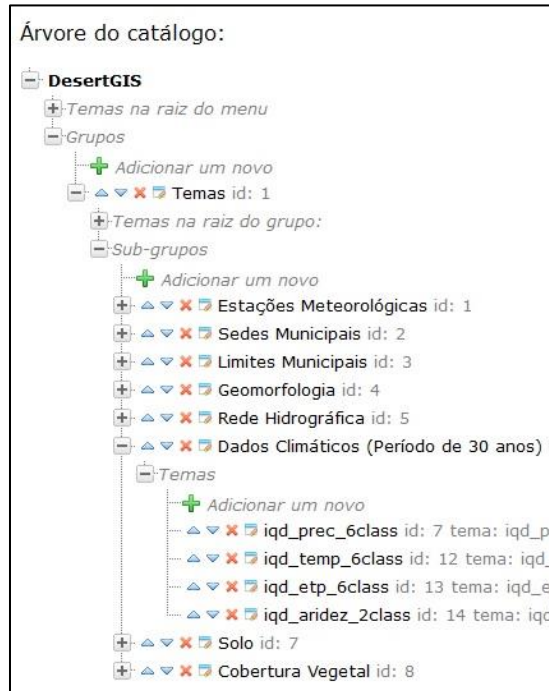 Árvore do catálogo:
DesertGIS
Temas na raiz do menu
Grupos
Adicionar um novo
Temas id: 1
Temas na raiz do grupo:
Sub-grupos
Adicionar um novo
Estações Meteorológicas id: 1
Sedes Municipais id: 2
Limites Municipais id: 3
Geomorfologia id: 4
Rede Hidrográfica id: 5
Dados Climáticos (Período de 30 anos)
Temas
Adicionar um novo
iqd_prec_6class id: 7 tema: iqd_p
iqd_temp_6class id: 12 tema: iqd_
iqd_etp_6class id: 13 tema: iqd_e
iqd_aridez_2class id: 14 tema: iqd
Solo id: 7
Cobertura Vegetal id: 8